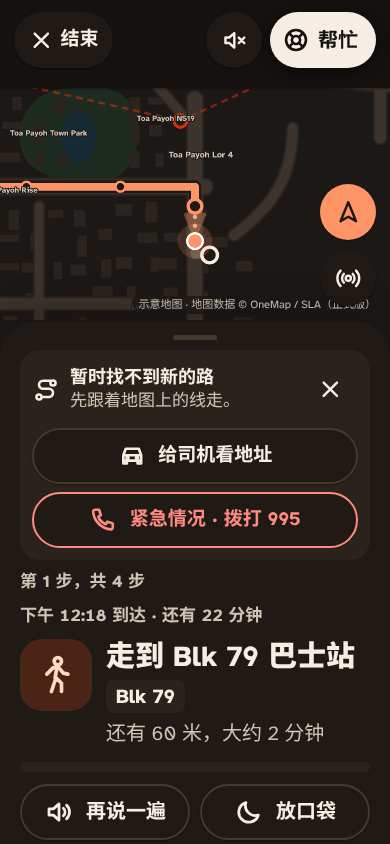 结束
帮忙
Toa Payoh NS19
Toa Payoh Town Park
Toa Payoh Lor 4
Payoh Rise
示意地图 · 地图数据 © OneMap / SLA（正式版）
暂时找不到新的路
先跟着地图上的线走。
给司机看地址
紧急情况 · 拨打 995
第 1 步，共 4 步
下午 12:18 到达 · 还有 22 分钟
走到 Blk 79 巴士站
Blk 79
还有 60 米，大约 2 分钟
再说一遍
放口袋